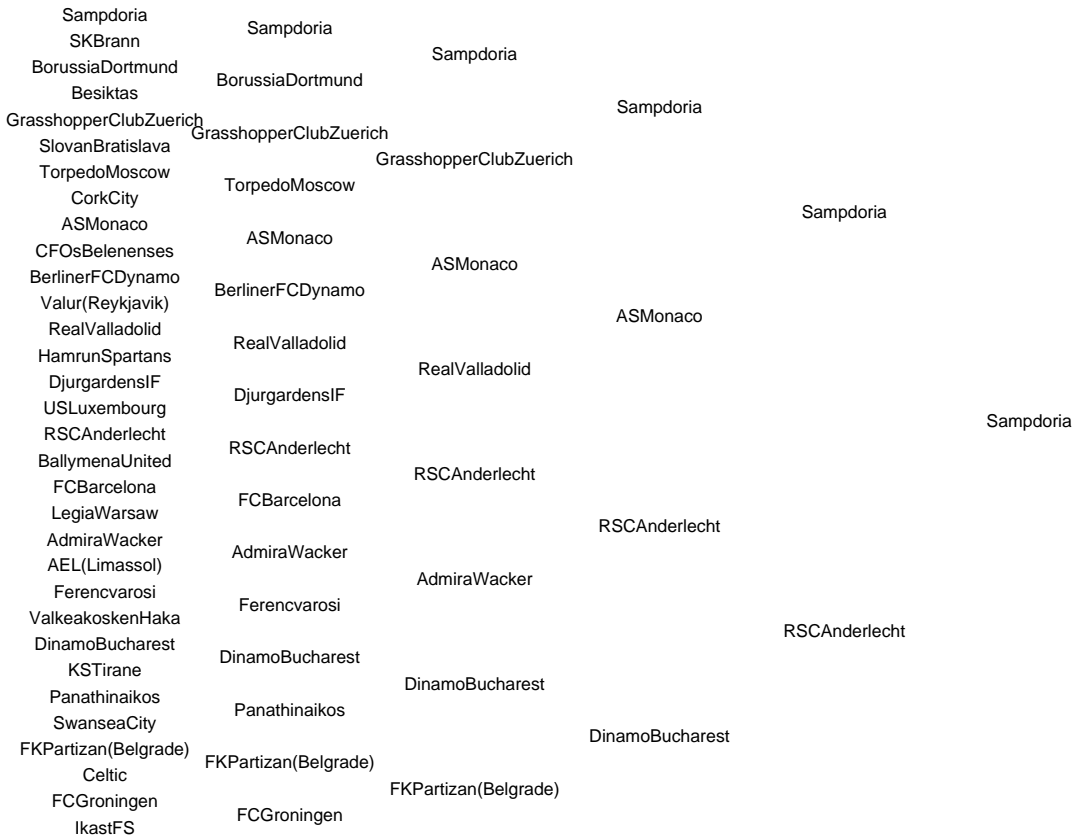 Sampdoria
SKBrann
BorussiaDortmund
Besiktas
GrasshopperClubZuerich
SlovanBratislava
TorpedoMoscow
CorkCity
ASMonaco
CFOsBelenenses
BerlinerFCDynamo
Valur(Reykjavik)
RealValladolid
HamrunSpartans
DjurgardensIF
USLuxembourg
RSCAnderlecht
BallymenaUnited
FCBarcelona
LegiaWarsaw
AdmiraWacker
AEL(Limassol)
Ferencvarosi
ValkeakoskenHaka
DinamoBucharest
KSTirane
Panathinaikos
SwanseaCity
FKPartizan(Belgrade)
Celtic
FCGroningen
IkastFS
Sampdoria
BorussiaDortmund
GrasshopperClubZuerich
TorpedoMoscow
ASMonaco
BerlinerFCDynamo
RealValladolid
DjurgardensIF
RSCAnderlecht
FCBarcelona
AdmiraWacker
Ferencvarosi
DinamoBucharest
Panathinaikos
FKPartizan(Belgrade)
FCGroningen
Sampdoria
GrasshopperClubZuerich
ASMonaco
RealValladolid
RSCAnderlecht
AdmiraWacker
DinamoBucharest
FKPartizan(Belgrade)
Sampdoria
ASMonaco
RSCAnderlecht
DinamoBucharest
Sampdoria
RSCAnderlecht
Sampdoria